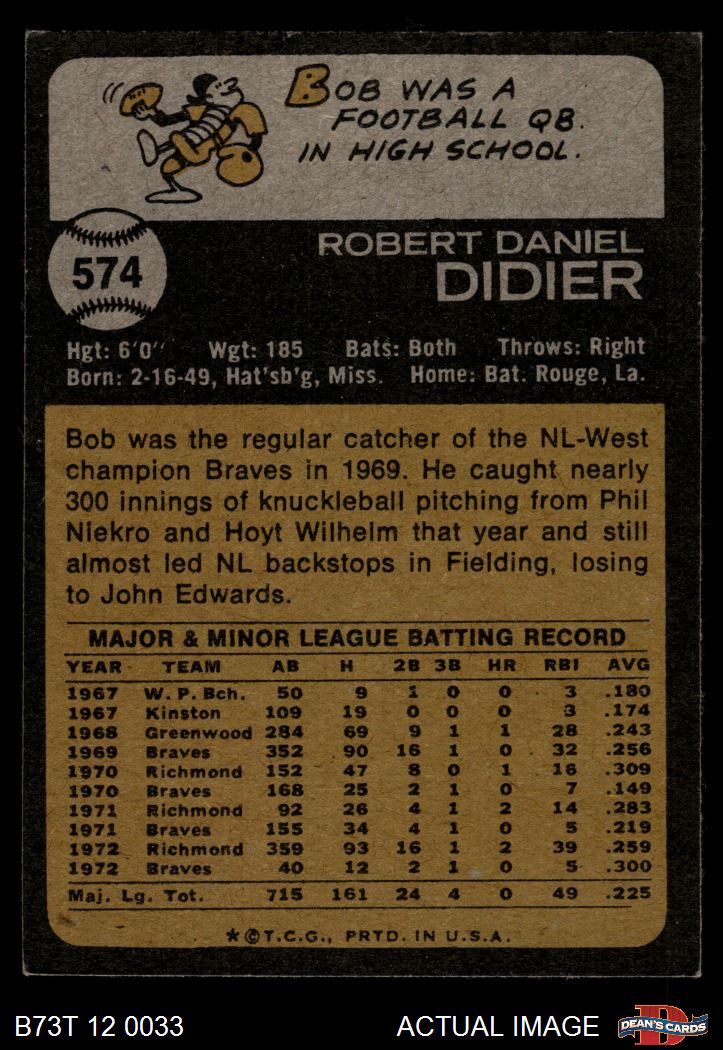 BOB WAS A
FOOTBALL QB.
IN HIGH SCHOOL.
574
ROBERT DANIEL
DIDIER
Hgt: 6'0" Wgt: 185 Bats: Both Throws: Right
Born: 2-16-49, Hat'sb'g, Miss. Home: Bat. Rouge, La.
Bob was the regular catcher of the NL-West
champion Braves in 1969. He caught nearly
300 innings of knuckleball pitching from Phil
Niekro and Hoyt Wilhelm that year and still
almost led NL backstops in Fielding, losing
to John Edwards.
MAJOR & MINOR LEAGUE BATTING RECORD
YEAR TEAM AB H 2B 3B HR RBI AVG
1967 W. P. Bch. 50 9 1 0 0 3 .180
1967 Kinston 109 19 0 0 0 3 .174
1968 Greenwood 284 69 9 1 1 28 .243
1969 Braves 352 90 16 1 0 32 .256
1970 Richmond 152 47 8 0 1 16 .309
1970 Braves 168 25 2 1 0 7 .149
1971 Richmond 92 26 4 1 2 14 .283
1971 Braves 155 34 4 1 0 5 .219
1972 Richmond 359 93 16 1 2 39 .259
1972 Braves 40 12 2 1 0 5 .300
Maj. Lg. Tot. 715 161 24 4 0 49 .225
*©T.C.G., PRTD. IN U.S.A.
B73T 12 0033 ACTUAL IMAGE D DEAN'S CARDS